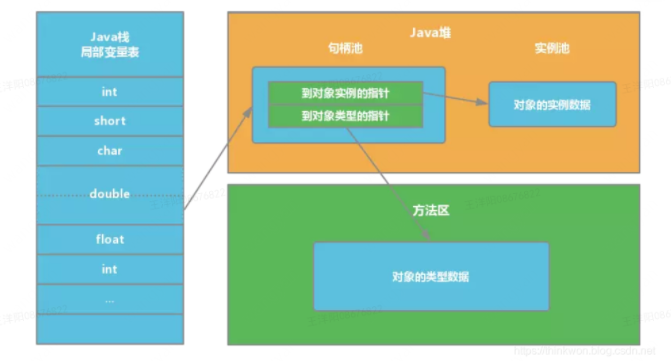 Java栈
局部变量表
int
short
char
double
float
int
...
Java堆
句柄池
实例池
到对象实例的指针
到对象类型的指针
对象的实例数据
方法区
对象的类型数据
https://thinkwon.blog.csdn.net